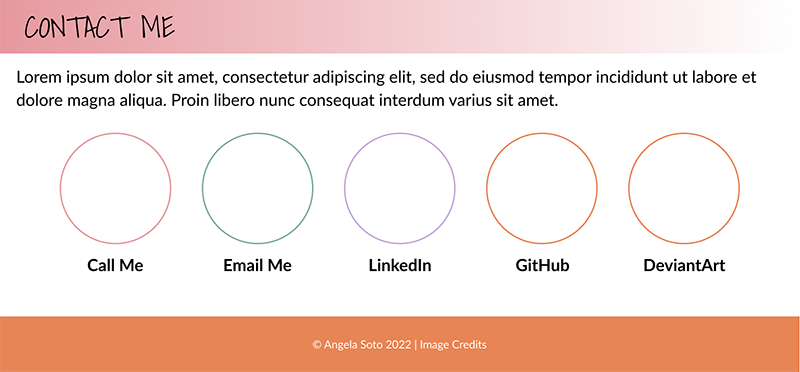 CONTACT ME
Lorem ipsum dolor sit amet, consectetur adipiscing elit, sed do eiusmod tempor incididunt ut labore et
dolore magna aliqua. Proin libero nunc consequat interdum varius sit amet.
Call Me
Email Me
LinkedIn
GitHub
DeviantArt
© Angela Soto 2022 | Image Credits